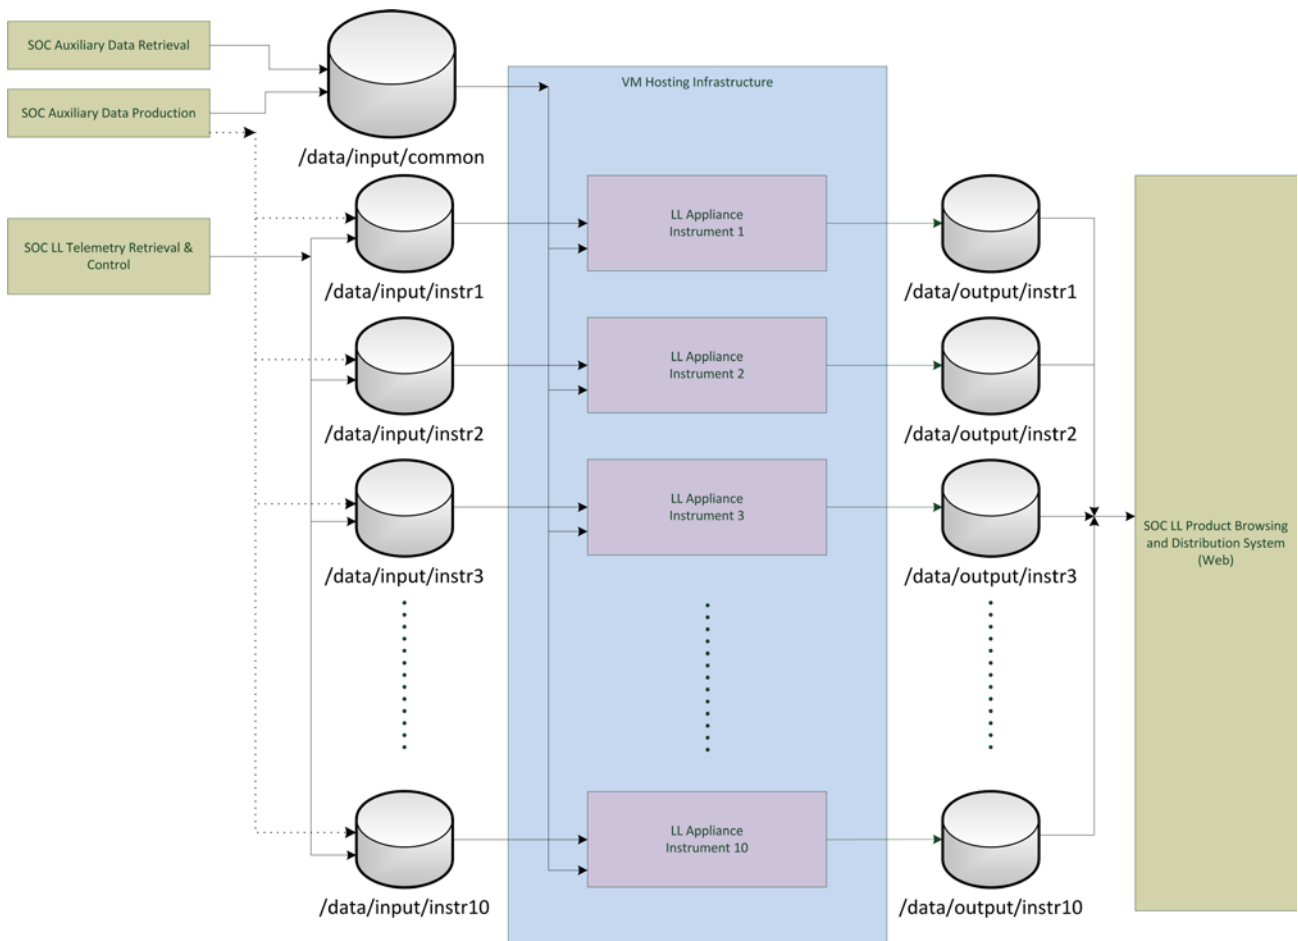 SOC Auxiliary Data Retrieval
SOC Auxiliary Data Production
SOC LL Telemetry Retrieval &
Control
/data/input/common
/data/input/instr1
/data/input/instr2
/data/input/instr3
/data/input/instr10
VM Hosting Infrastructure
LL Appliance
Instrument 1
LL Appliance
Instrument 2
LL Appliance
Instrument 3
LL Appliance
Instrument 10
/data/output/instr1
/data/output/instr2
/data/output/instr3
/data/output/instr10
SOC LL Product Browsing
and Distribution System
(Web)